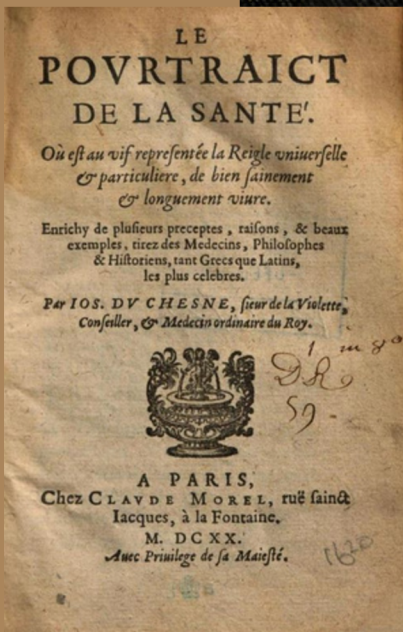 LE
POVRTRAICT
DE LA SANTE'.
Où est au vif representée la Reigle vniuerselle
& particuliere, de bien sainement
& longuement viure.
Enrichy de plusieurs preceptes, raisons, & beaux
exemples, tirez des Medecins, Philosophes
& Historiens, tant Grecs que Latins,
les plus celebres.
Par IOS. DV CHESNE, sieur de la Violette,
Conseiller, & Medecin ordinaire du Roy.
59.
A PARIS,
Chez CLAVDE MOREL, ruë sainct
Iacques, à la Fontaine.
M. DC XX.
Auec Priuilege de sa Maiesté.
1620